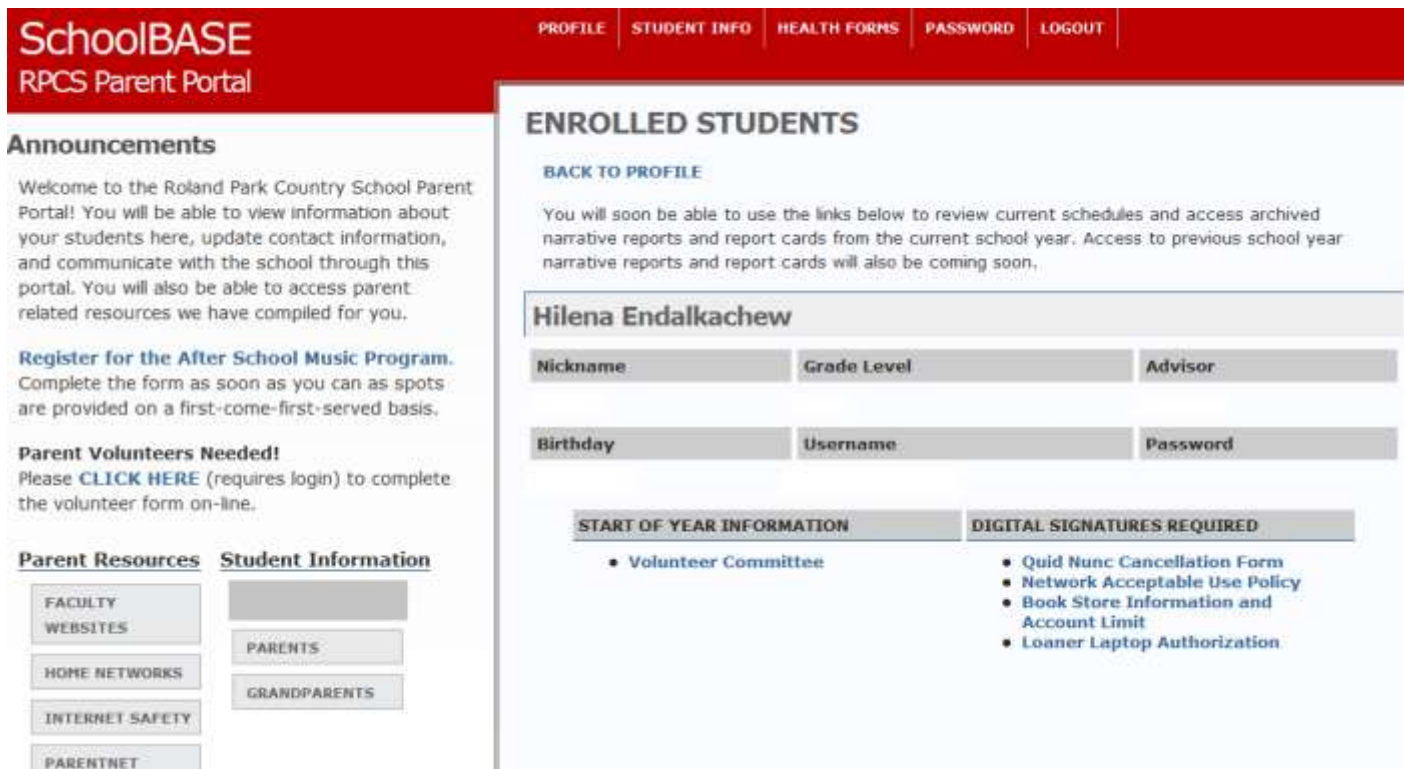 SchoolBASE
RPCS Parent Portal
PROFILE
STUDENT INFO
HEALTH FORMS
PASSWORD
LOGOUT
Announcements
Welcome to the Roland Park Country School Parent
Portal! You will be able to view information about
your students here, update contact information,
and communicate with the school through this
portal. You will also be able to access parent
related resources we have compiled for you.
Register for the After School Music Program.
Complete the form as soon as you can as spots
are provided on a first-come-first-served basis.
Parent Volunteers Needed!
Please CLICK HERE (requires login) to complete
the volunteer form on-line.
Parent Resources
FACULTY
WEBSITES
HOME NETWORKS
INTERNET SAFETY
PARENTNET
Student Information
PARENTS
GRANDPARENTS
ENROLLED STUDENTS
BACK TO PROFILE
You will soon be able to use the links below to review current schedules and access archived
narrative reports and report cards from the current school year. Access to previous school year
narrative reports and report cards will also be coming soon.
Hilena Endalkachew
Nickname Grade Level Advisor
Birthday Username Password
START OF YEAR INFORMATION
• Volunteer Committee
DIGITAL SIGNATURES REQUIRED
• Quid Nunc Cancellation Form
• Network Acceptable Use Policy
• Book Store Information and
Account Limit
• Loaner Laptop Authorization